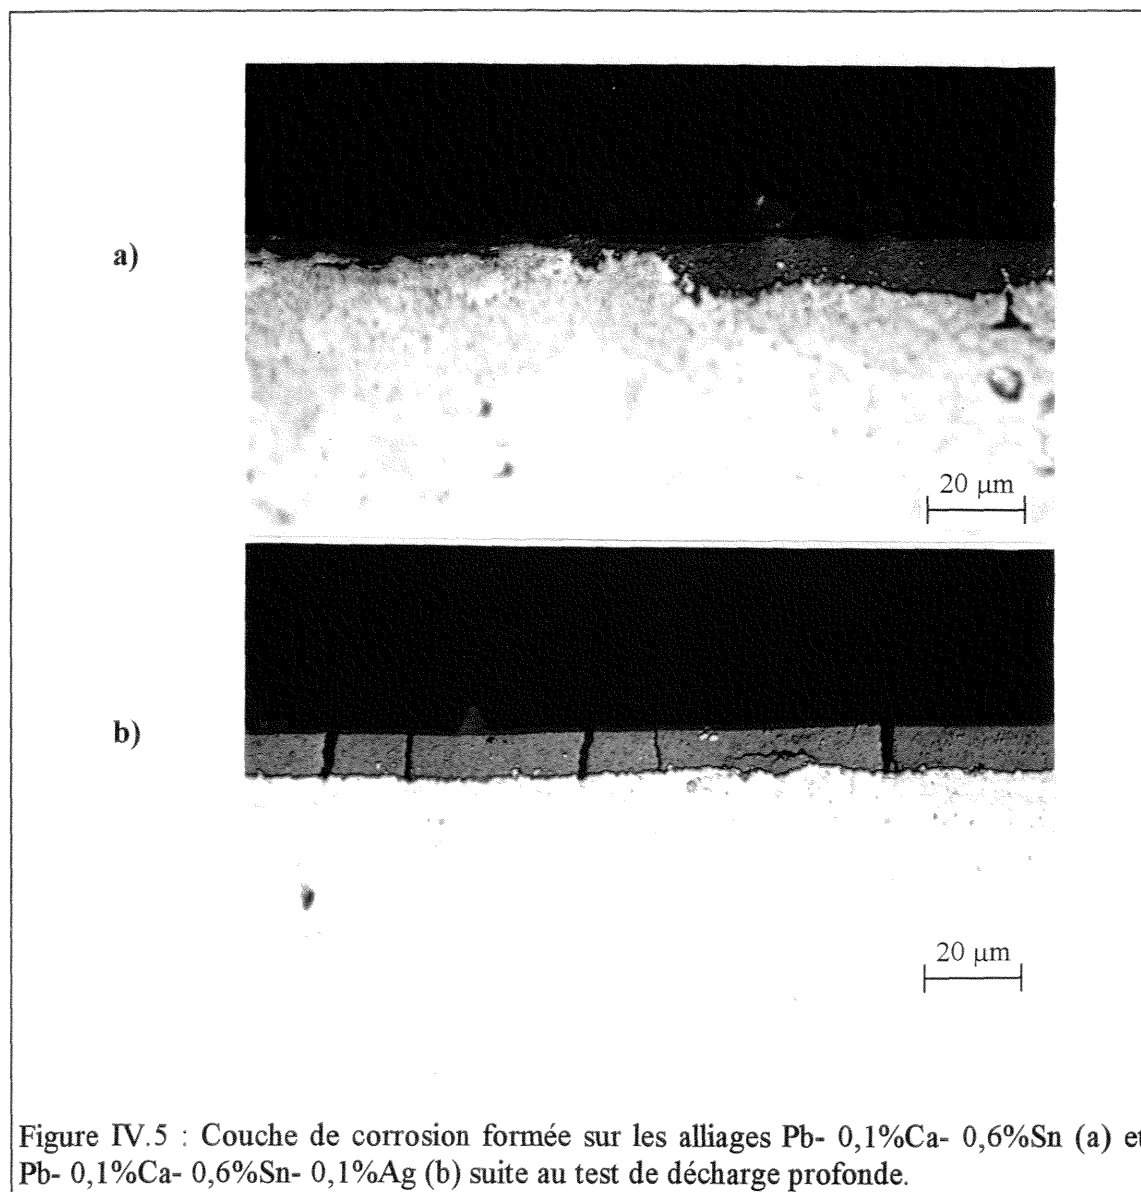 a)
20 μm
b)
20 μm
Figure IV.5 : Couche de corrosion formée sur les alliages Pb- 0,1%Ca- 0,6%Sn (a) et
Pb- 0,1%Ca- 0,6%Sn- 0,1%Ag (b) suite au test de décharge profonde.